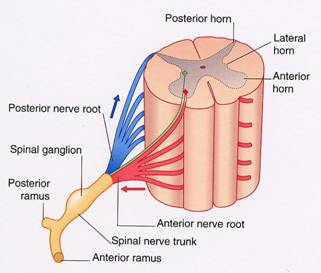 Posterior horn
Lateral
horn
Anterior
horn
Posterior nerve root
Spinal ganglion
Posterior
ramus
Anterior nerve root
Spinal nerve trunk
Anterior ramus